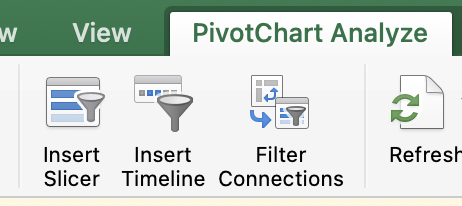 View PivotChart Analyze
Insert Insert Filter Refresh
Slicer Timeline Connections